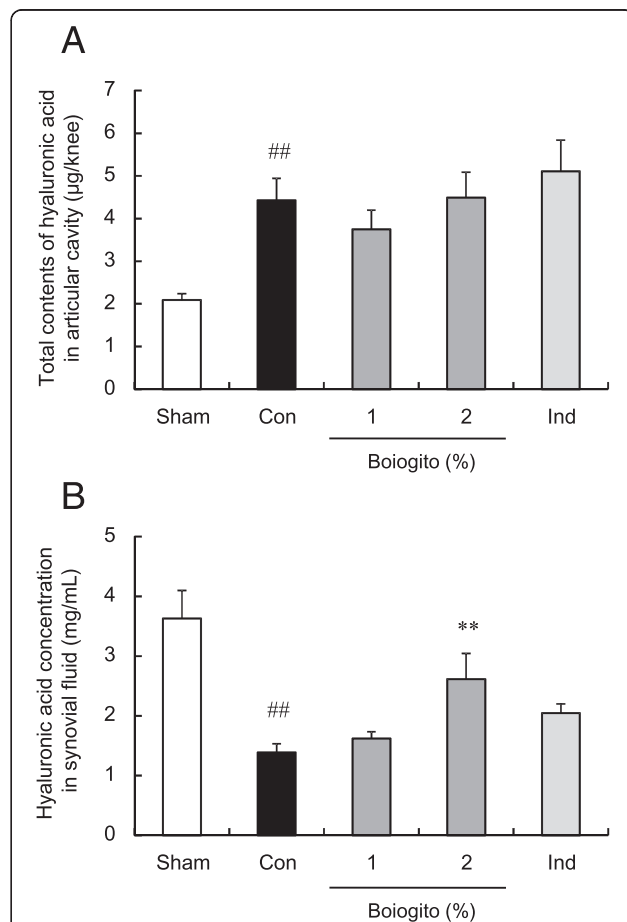 A
Total contents of hyaluronic acid
in articular cavity (μg/knee)
7
6
5
4
3
2
1
0
##
Sham Con 1 2 Ind
Boiogito (%)
B
Hyaluronic acid concentration
in synovial fluid (mg/mL)
5
4
3
2
1
0
##
**
Sham Con 1 2 Ind
Boiogito (%)